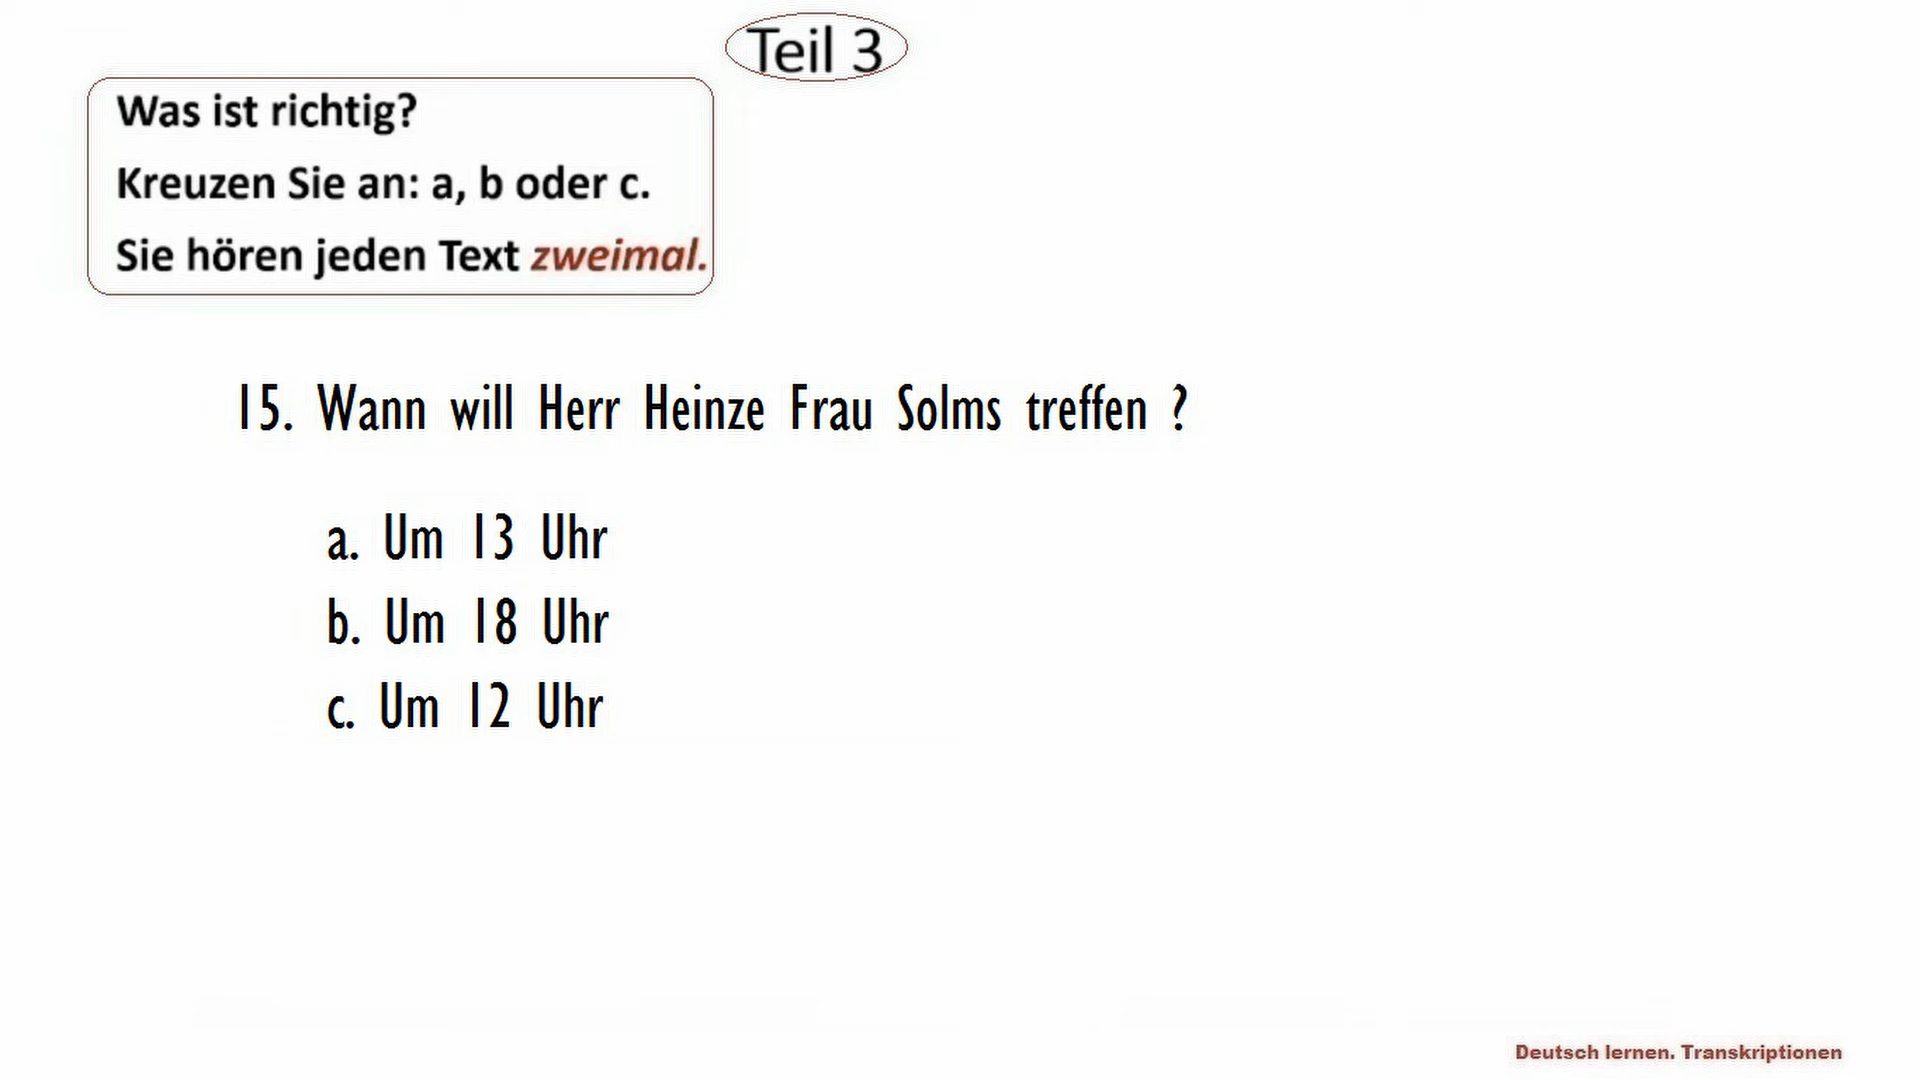 Teil 3
Was ist richtig?
Kreuzen Sie an: a, b oder c.
Sie hören jeden Text zweimal.
15. Wann will Herr Heinze Frau Solms treffen ?
a. Um 13 Uhr
b. Um 18 Uhr
c. Um 12 Uhr
Deutsch lernen. Transkriptionen